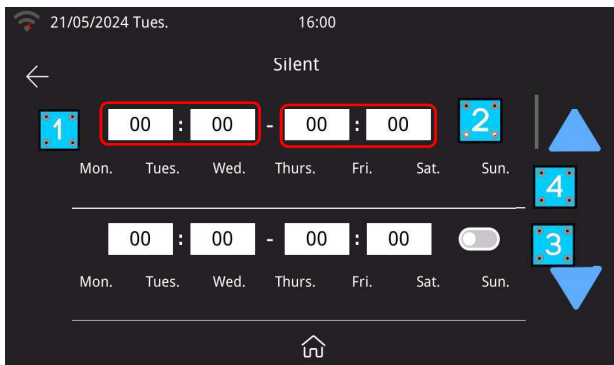 21/05/2024 Tues. 16:00
Silent
1 00 : 00 - 00 : 00 2
Mon. Tues. Wed. Thurs. Fri. Sat. Sun.
4
00 : 00 - 00 : 00
3
Mon. Tues. Wed. Thurs. Fri. Sat. Sun.